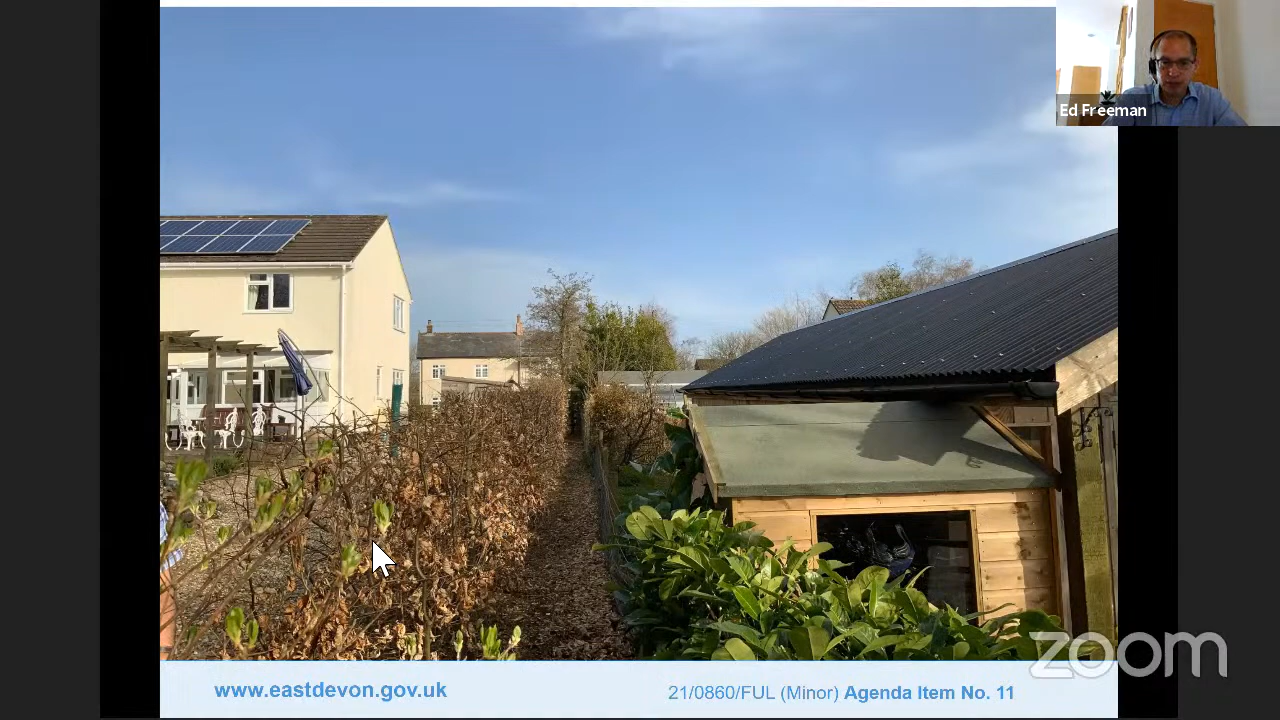 Ed Freeman
www.eastdevon.gov.uk
21/0860/FUL (Minor) Agenda Item No. 11
zoom